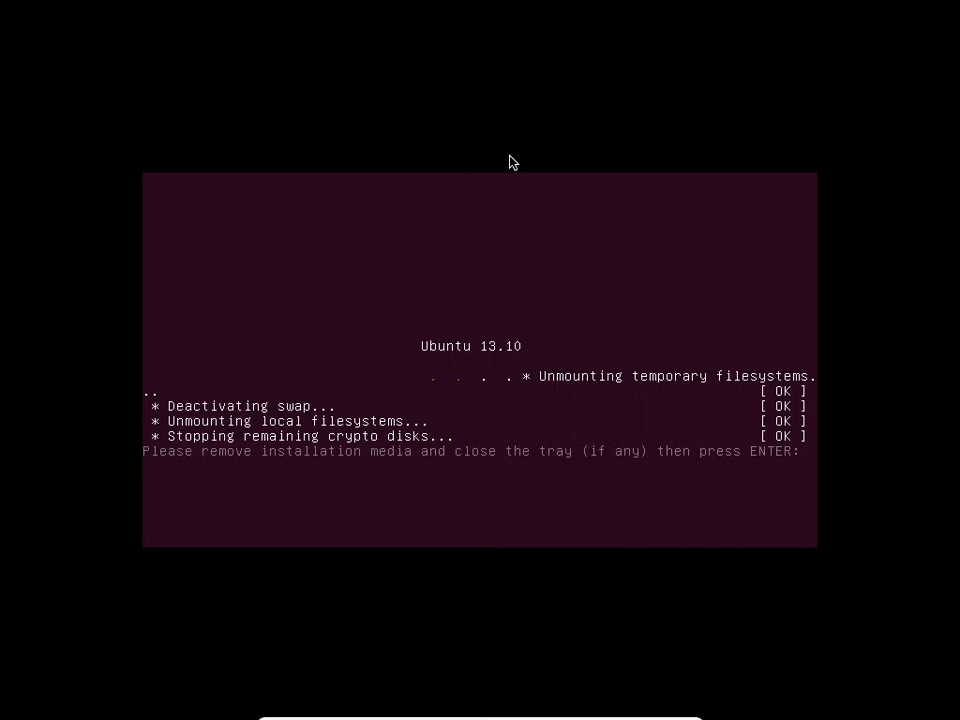 Ubuntu 13.10
. . . . * Unmounting temporary filesystems.
.. [ OK ]
* Deactivating swap... [ OK ]
* Unmounting local filesystems... [ OK ]
* Stopping remaining crypto disks... [ OK ]
Please remove installation media and close the tray (if any) then press ENTER: